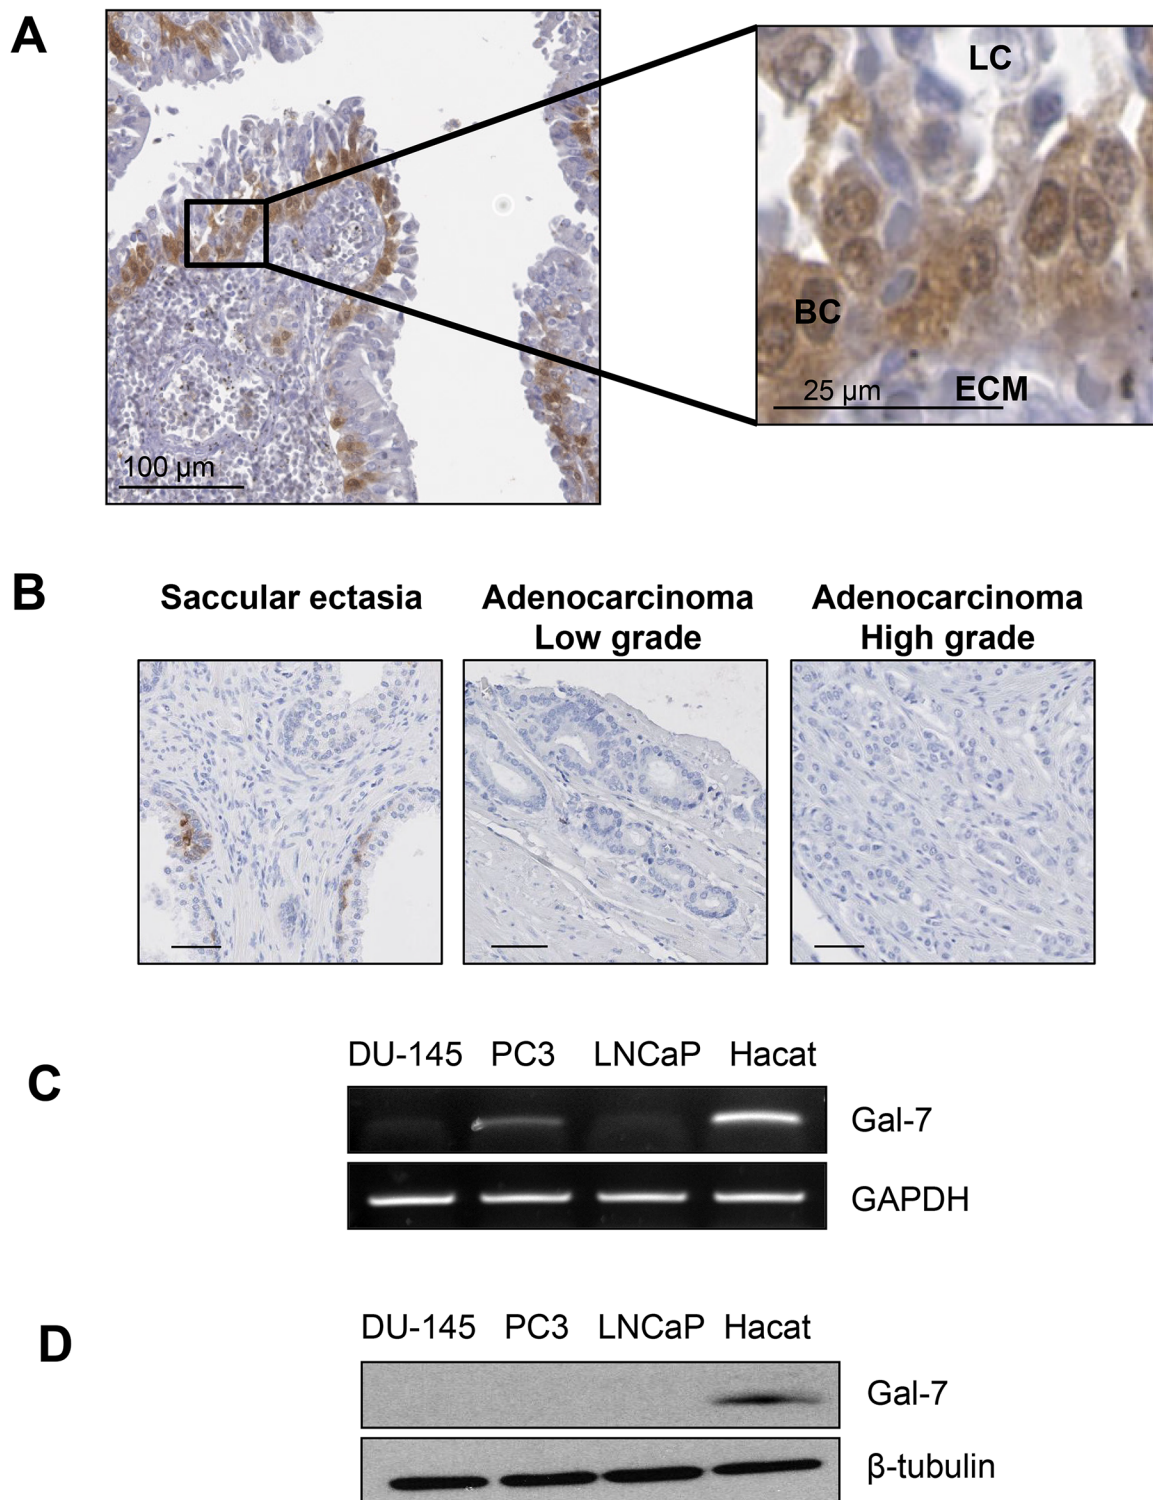 A
LC
BC
25 µm
ECM
100 µm
B
Saccular ectasia
Adenocarcinoma
Low grade
Adenocarcinoma
High grade
C
DU-145 PC3 LNCaP Hacat
Gal-7
GAPDH
D
DU-145 PC3 LNCaP Hacat
Gal-7
β-tubulin